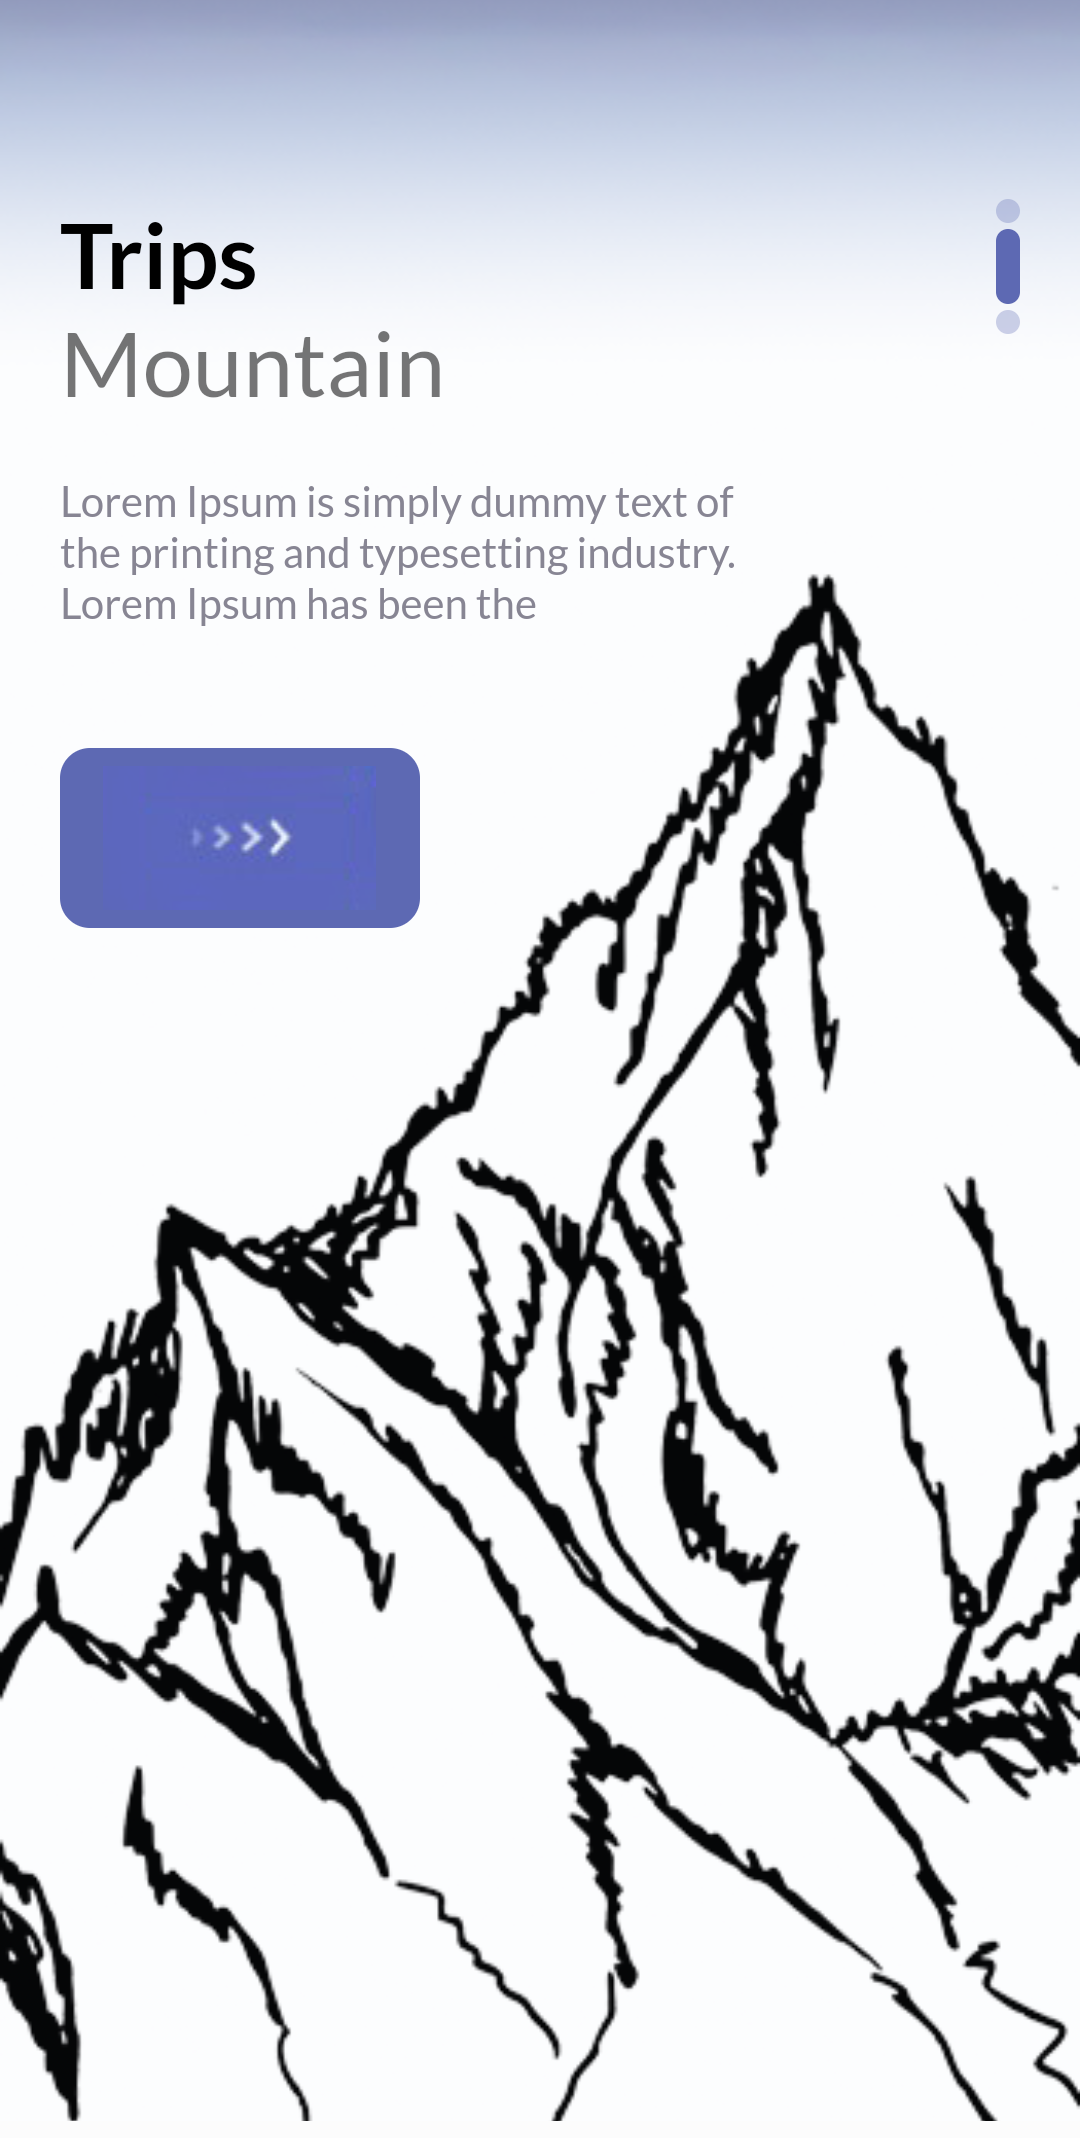 Trips
Mountain
Lorem Ipsum is simply dummy text of
the printing and typesetting industry.
Lorem Ipsum has been the